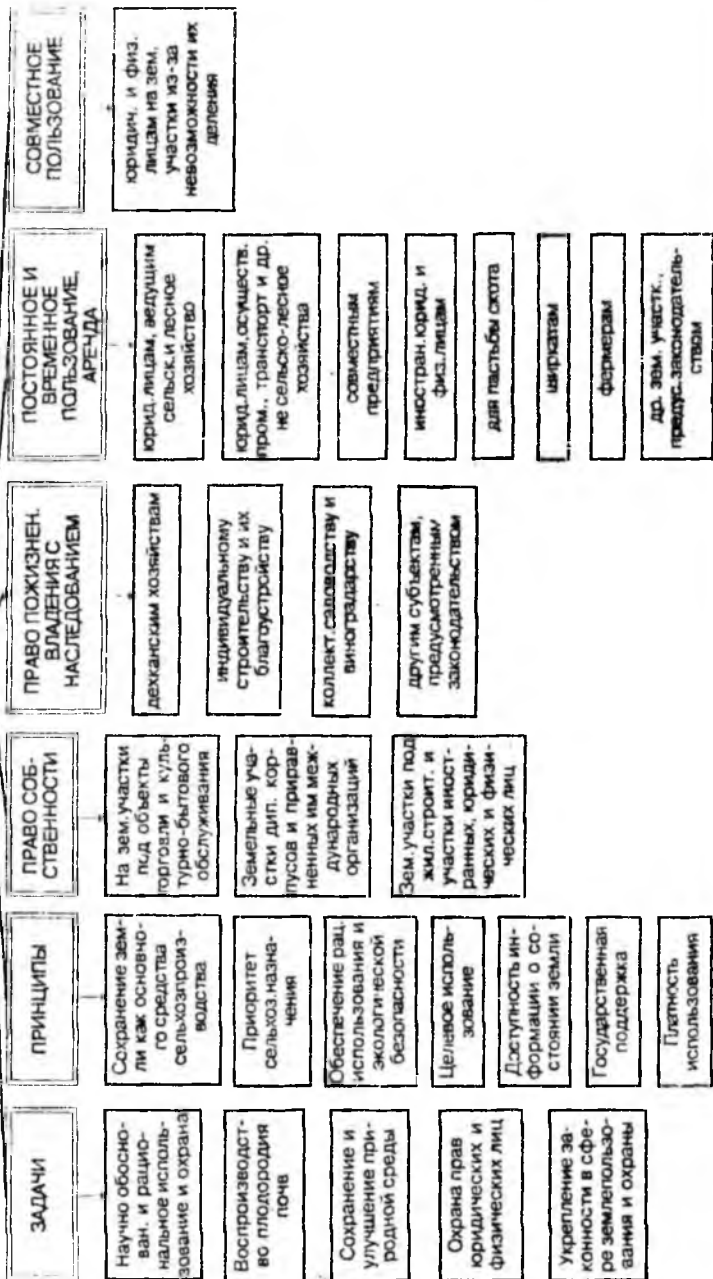 ЗАДАЧИ
Научно обосно-
ван. и рацио-
нальное исполь-
зование и охрана
Воспроизводст-
во плодородия
почв
Сохранение и
улучшение при-
родной среды
Охрана прав
юридических и
физических лиц
Укрепление за-
конности в сфе-
ре землепользо-
вания и охраны
ПРИНЦИПЫ
Сохранение зем-
ли как основно-
го средства
сельхозпроиз-
водства
Приоритет
сельхоз.назна-
чения
Обеспечение рац.
использования и
экологической
безопасности
Целевое исполь-
зование
Доступность ин-
формации о со-
стоянии земли
Государственная
поддержка
Платность
использования
ПРАВО СОБ-
СТВЕННОСТИ
На зем.участки
под объекты
торговли и куль-
турно-бытового
обслуживания
Земельные уча-
стки дип. кор-
пусов и прирав-
ненных им меж-
дународных
организаций
Зем.участки под
жил.строит. и
участки иност-
ранных, юриди-
ческих и физи-
ческих лиц
ПРАВО ПОЖИЗНЕН.
ВЛАДЕНИЯ С
НАСЛЕДОВАНИЕМ
дехканским хозяйствам
индивидуальному
строительству и их
благоустройству
коллект.садоводству и
виноградарству
другим субъектам,
предусмотренным
законодательством
ПОСТОЯННОЕ И
ВРЕМЕННОЕ
ПОЛЬЗОВАНИЕ,
АРЕНДА
юрид.лицам, ведущим
сельск.и лесное
хозяйство
юрид.лицам,осуществ.
пром., транспорт и др.
не сельско-лесное
хозяйства
совместным
предприятиям
иностран.юрид. и
физ.лицам
для пастьбы скота
ширкатам
фермерам
др. зем. участк.,
предус.законодатель-
ством
СОВМЕСТНОЕ
ПОЛЬЗОВАНИЕ
юридич. и физ.
лицам на зем.
участки из-за
невозможности их
деления